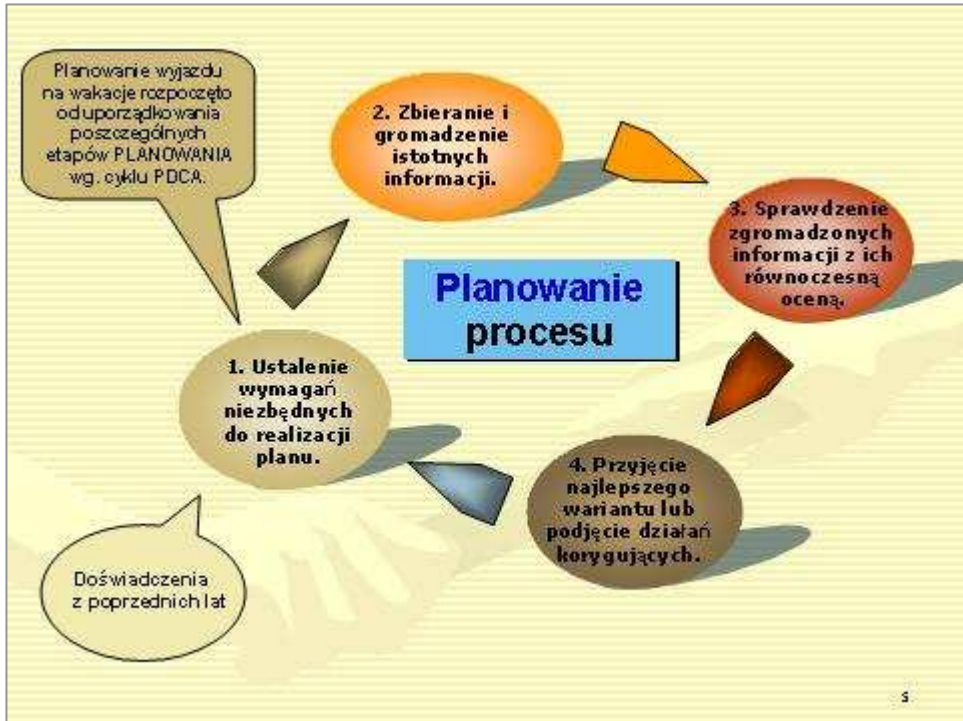 Planowanie wyjazdu
na wakacje rozpoczęto
od uporządkowania
poszczególnych
etapów PLANOWANIA
wg. cyklu PDCA.
2. Zbieranie i
gromadzenie
istotnych
informacji.
3. Sprawdzenie
zgromadzonych
informacji z ich
równoczesną
oceną.
Planowanie
procesu
1. Ustalenie
wymagań
niezbędnych
do realizacji
planu.
4. Przyjęcie
najlepszego
wariantu lub
podjęcie działań
korygujących.
Doświadczenia
z poprzednich lat
5